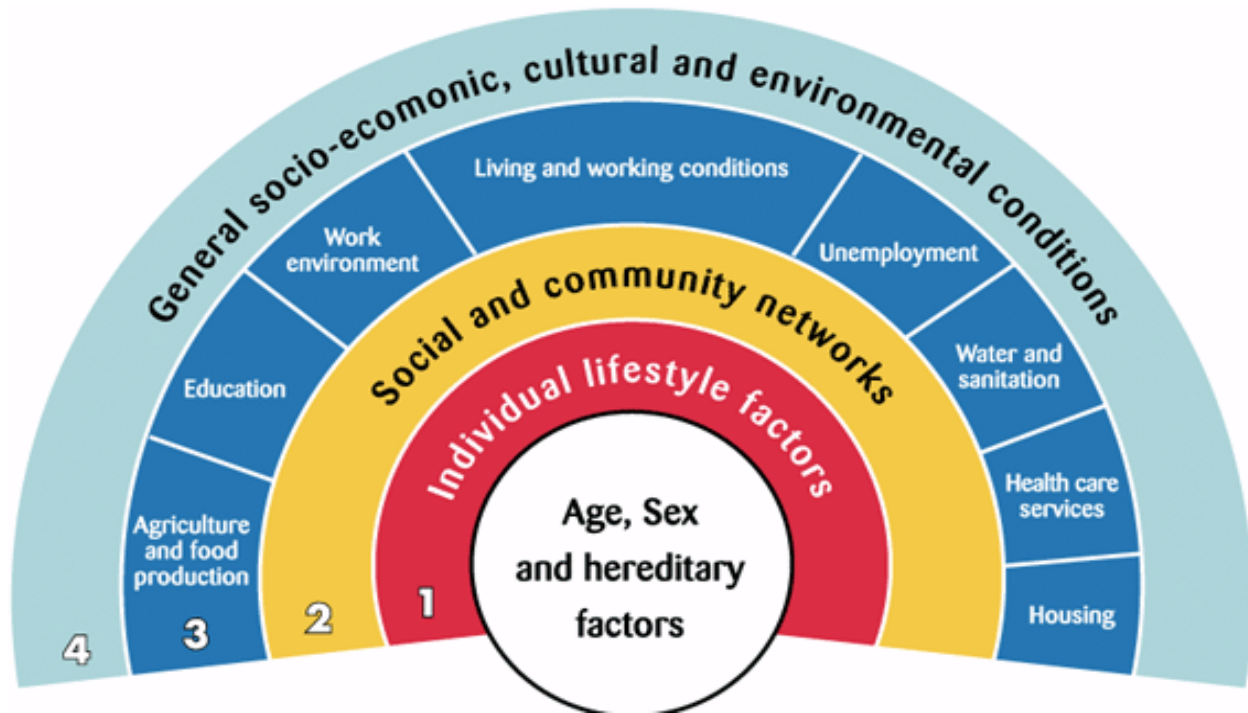 General socio-ecomonic, cultural and environmental conditions
Living and working conditions
Work
environment
Unemployment
Education
Water and
sanitation
Agriculture
and food
production
Health care
services
Housing
Social and community networks
Individual lifestyle factors
Age, Sex
and hereditary
factors
1
2
3
4